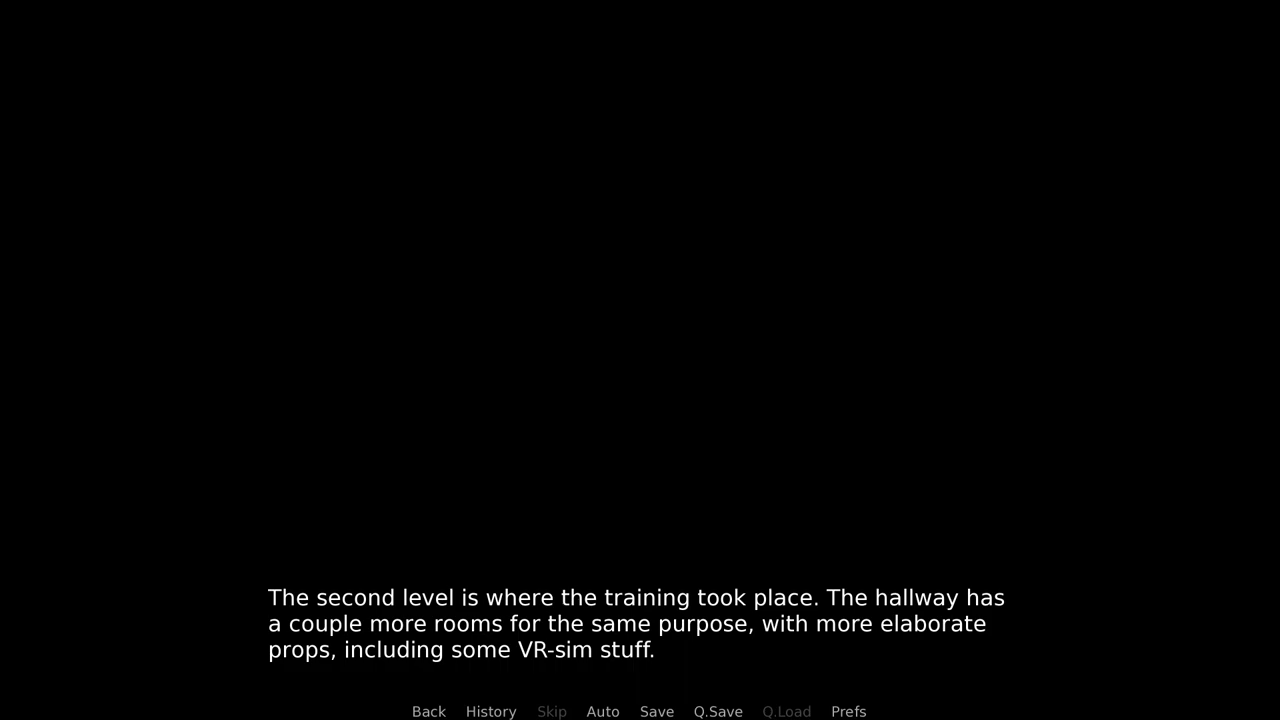 The second level is where the training took place. The hallway has
a couple more rooms for the same purpose, with more elaborate
props, including some VR-sim stuff.
Back History Skip Auto Save Q.Save Q.Load Prefs